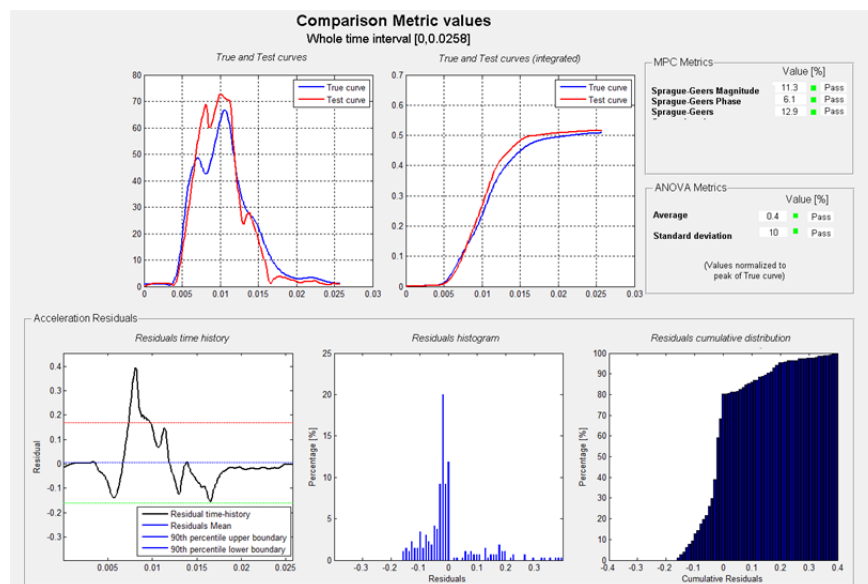 Comparison Metric values
Whole time interval [0,0.0258]
True and Test curves
True curve
Test curve
80
70
60
50
40
30
20
10
0
0
0.005
0.01
0.015
0.02
0.025
0.03
True and Test curves (integrated)
True curve
Test curve
0.7
0.6
0.5
0.4
0.3
0.2
0.1
0
0
0.005
0.01
0.015
0.02
0.025
0.03
MPC Metrics
Value [%]
Sprague-Geers Magnitude 11.3 Pass
Sprague-Geers Phase 6.1 Pass
Sprague-Geers 12.9 Pass
ANOVA Metrics
Value [%]
Average 0.4 Pass
Standard deviation 10 Pass
(Values normalized to
peak of True curve)
Acceleration Residuals
Residuals time history
Residual
0.4
0.3
0.2
0.1
0
-0.1
-0.2
-0.3
0.005
0.010
0.015
0.020
0.025
Residual time-history
Residuals Mean
90th percentile upper boundary
90th percentile lower boundary
Residuals histogram
Percentage [%]
25
20
15
10
5
0
-0.3
-0.2
-0.1
0
0.1
0.2
0.3
Residuals
Residuals cumulative distribution
Percentage [%]
100
90
80
70
60
50
40
30
20
10
0
-0.4
-0.3
-0.2
-0.1
0
0.1
0.2
0.3
0.4
Cumulative Residuals